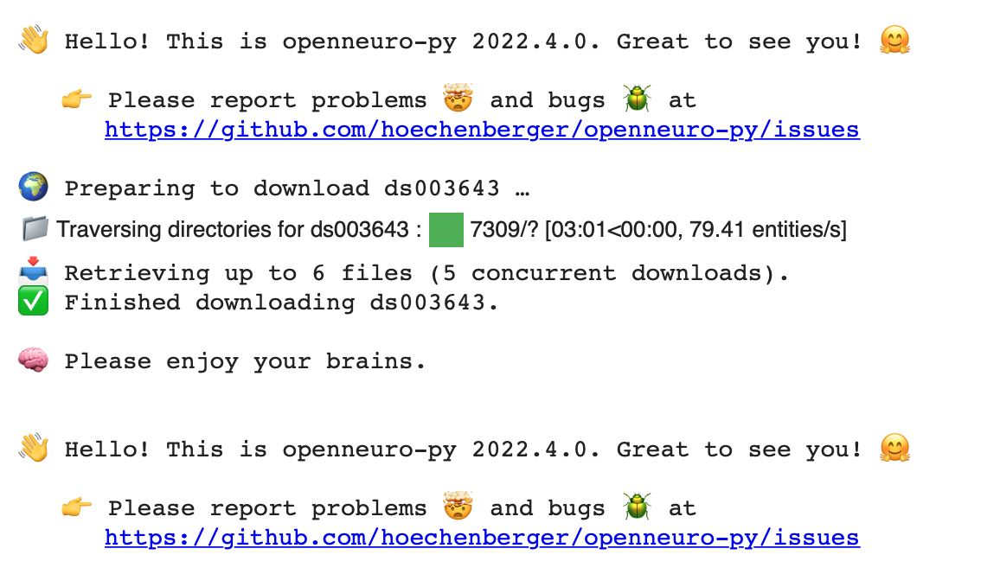 👋 Hello! This is openneuro-py 2022.4.0. Great to see you! 🤗
👉 Please report problems 🤯 and bugs 🪲 at
https://github.com/hoechenberger/openneuro-py/issues
🌍 Preparing to download ds003643 …
📁 Traversing directories for ds003643 : 7309/? [03:01<00:00, 79.41 entities/s]
📥 Retrieving up to 6 files (5 concurrent downloads).
✅ Finished downloading ds003643.
🧠 Please enjoy your brains.
👋 Hello! This is openneuro-py 2022.4.0. Great to see you! 🤗
👉 Please report problems 🤯 and bugs 🪲 at
https://github.com/hoechenberger/openneuro-py/issues